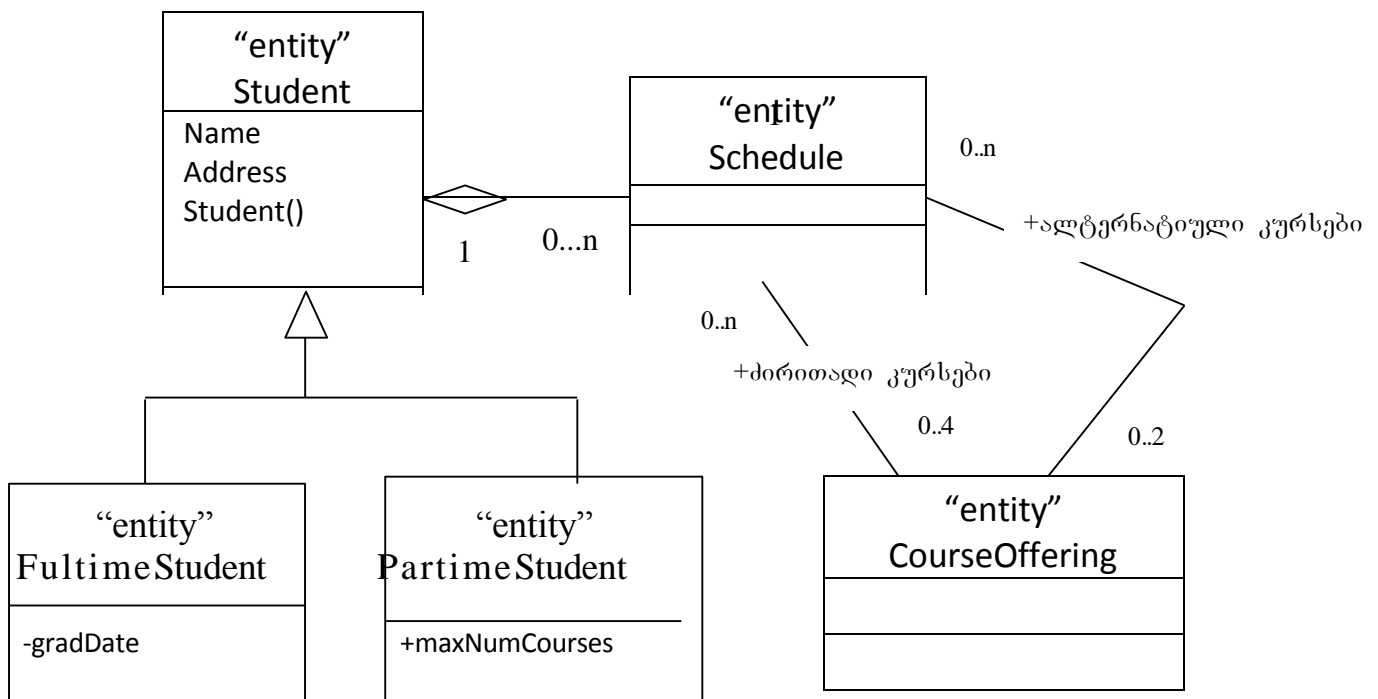 “entity”
Student
Name
Address
Student()
1
0...n
“entity”
1
Schedule
0..n
+ალტერნატიული კურსები
0..n
+ძირითადი კურსები
0..4
0..2
“entity”
FultimeStudent
-gradDate
“entity”
PartimeStudent
+maxNumCourses
“entity”
CourseOffering